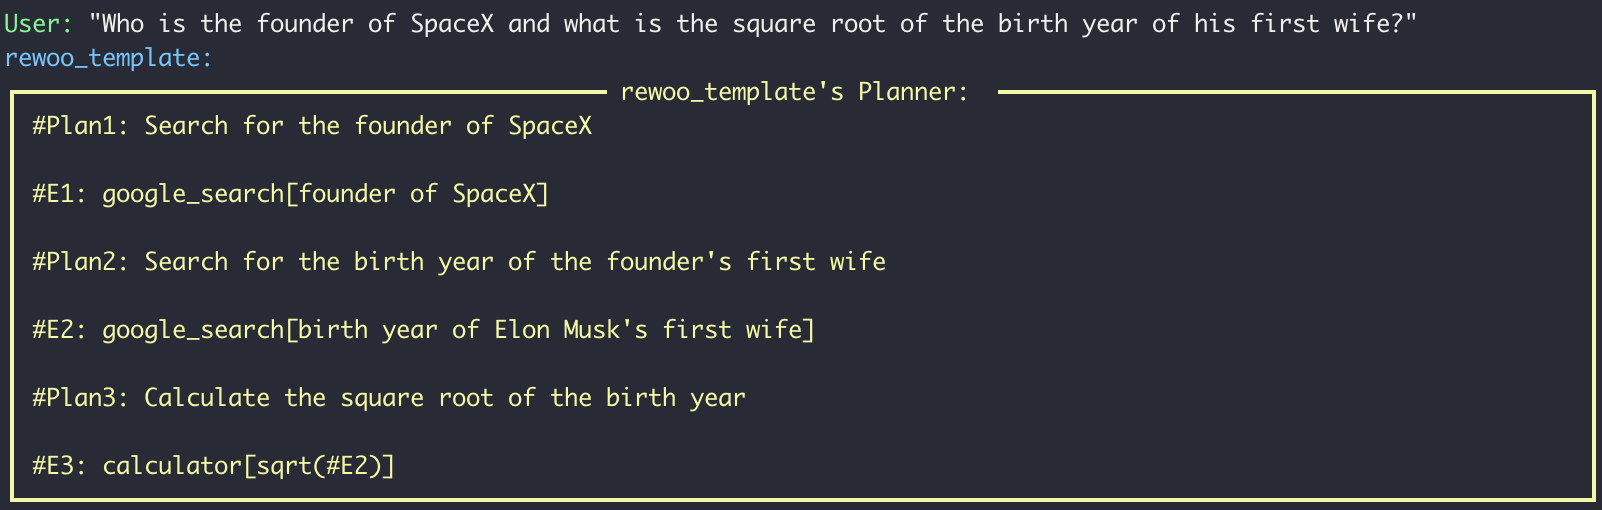 User: "Who is the founder of SpaceX and what is the square root of the birth year of his first wife?"
rewoo_template:
rewoo_template's Planner:
#Plan1: Search for the founder of SpaceX
#E1: google_search[founder of SpaceX]
#Plan2: Search for the birth year of the founder's first wife
#E2: google_search[birth year of Elon Musk's first wife]
#Plan3: Calculate the square root of the birth year
#E3: calculator[sqrt(#E2)]